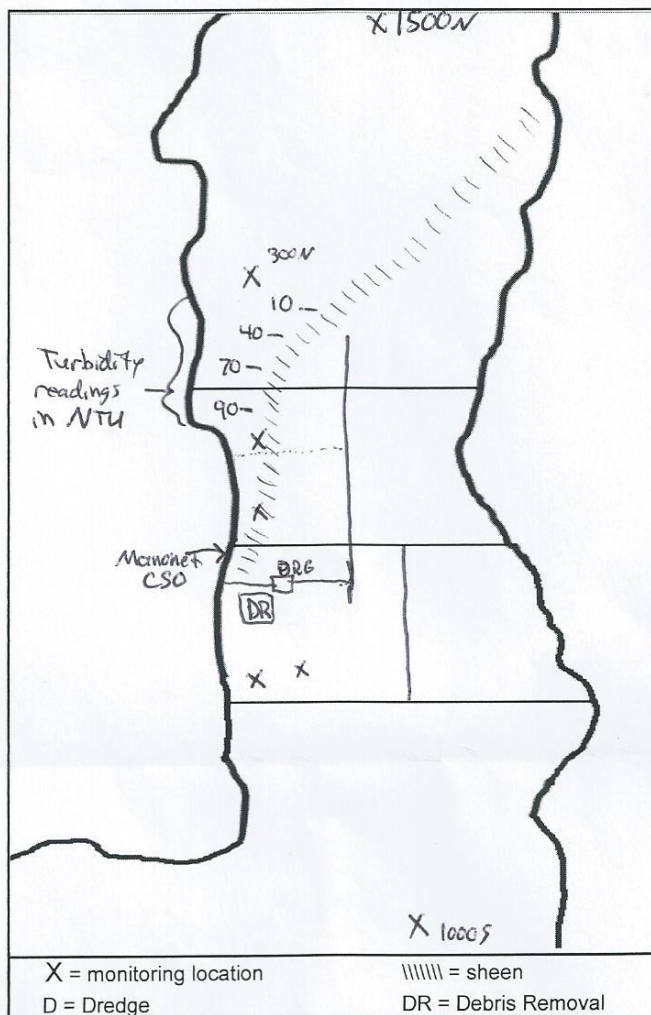 X 1500N
X 300N
10 –
40 –
70 –
90 –
Turbidity
readings
in NTU
X
X
Manomet
CSO
DRG
DR
X X
X 1000S
X = monitoring location
\\\\\\\ = sheen
D = Dredge
DR = Debris Removal